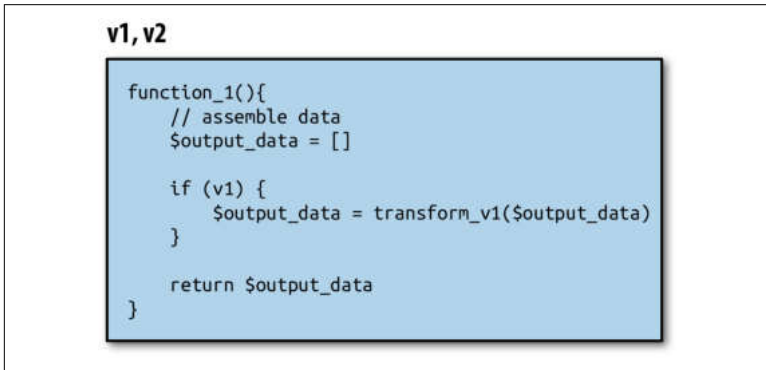 v1, v2
function_1(){
    // assemble data
    $output_data = []
    if (v1) {
        $output_data = transform_v1($output_data)
    }
    return $output_data
}